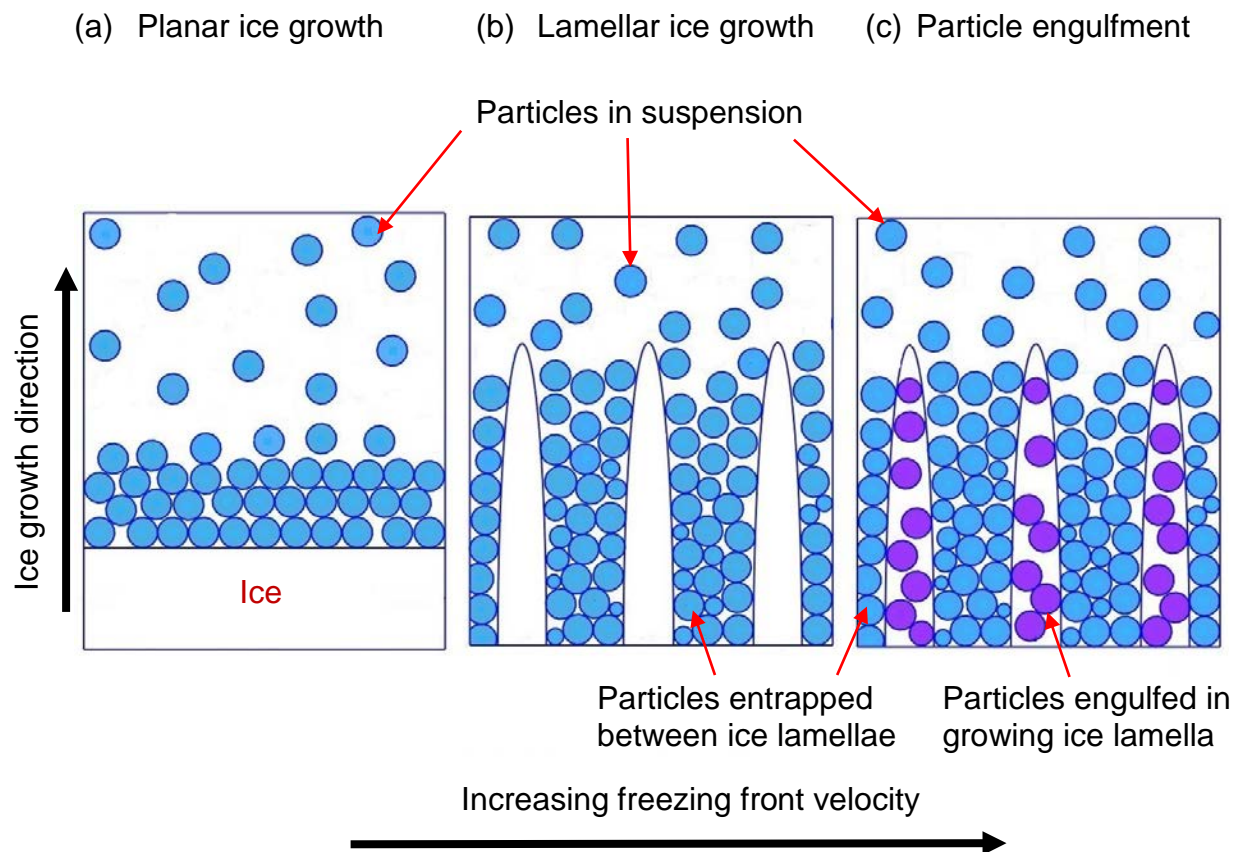 (a) Planar ice growth
(b) Lamellar ice growth
(c) Particle engulfment
Particles in suspension
Ice growth direction
Ice
Particles entrapped
between ice lamellae
Particles engulfed in
growing ice lamella
Increasing freezing front velocity